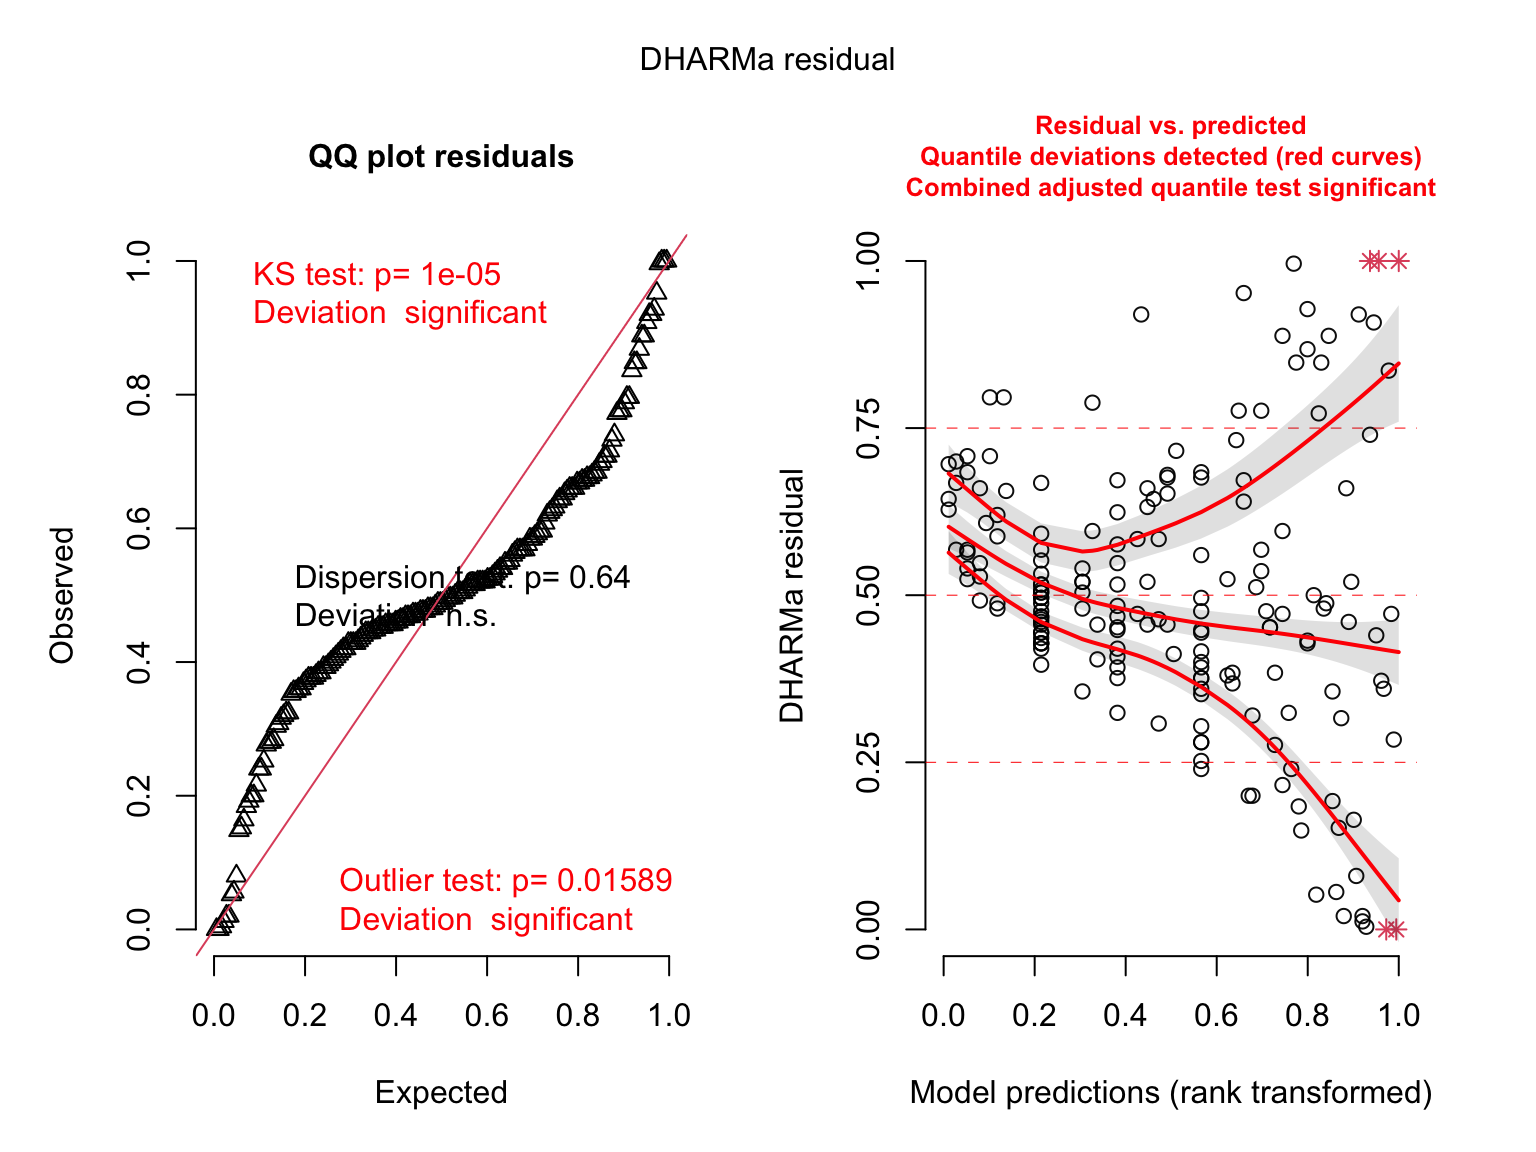 DHARMa residual
QQ plot residuals
KS test: p= 1e-05
Deviation  significant
Dispersion test: p= 0.64
Deviation n.s.
Outlier test: p= 0.01589
Deviation  significant
Observed
0.0
0.2
0.4
0.6
0.8
1.0
0.0 0.2 0.4 0.6 0.8 1.0
Expected
Residual vs. predicted
Quantile deviations detected (red curves)
Combined adjusted quantile test significant
DHARMa residual
0.00
0.25
0.50
0.75
1.00
0.0 0.2 0.4 0.6 0.8 1.0
Model predictions (rank transformed)